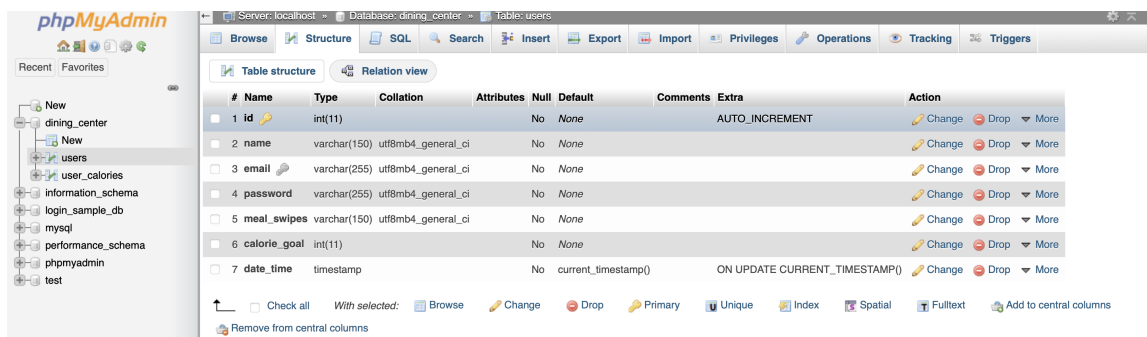 phpMyAdmin
Recent Favorites
New
dining_center
New
users
user_calories
information_schema
login_sample_db
mysql
performance_schema
phpmyadmin
test
Server: localhost » Database: dining_center » Table: users
Browse Structure SQL Search Insert Export Import Privileges Operations Tracking Triggers
Table structure Relation view
# Name Type Collation Attributes Null Default Comments Extra Action
1 id int(11) No None AUTO_INCREMENT Change Drop More
2 name varchar(150) utf8mb4_general_ci No None Change Drop More
3 email varchar(255) utf8mb4_general_ci No None Change Drop More
4 password varchar(255) utf8mb4_general_ci No None Change Drop More
5 meal_swipes varchar(150) utf8mb4_general_ci No None Change Drop More
6 calorie_goal int(11) No None Change Drop More
7 date_time timestamp No current_timestamp() ON UPDATE CURRENT_TIMESTAMP() Change Drop More
Check all With selected: Browse Change Drop Primary Unique Index Spatial Fulltext Add to central columns
Remove from central columns